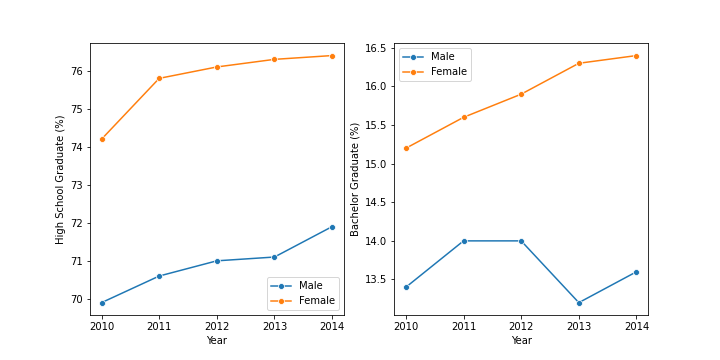 High School Graduate (%)
76
75
74
73
72
71
70
2010 2011 2012 2013 2014
Year
Male
Female
Bachelor Graduate (%)
16.5
16.0
15.5
15.0
14.5
14.0
13.5
2010 2011 2012 2013 2014
Year
Male
Female